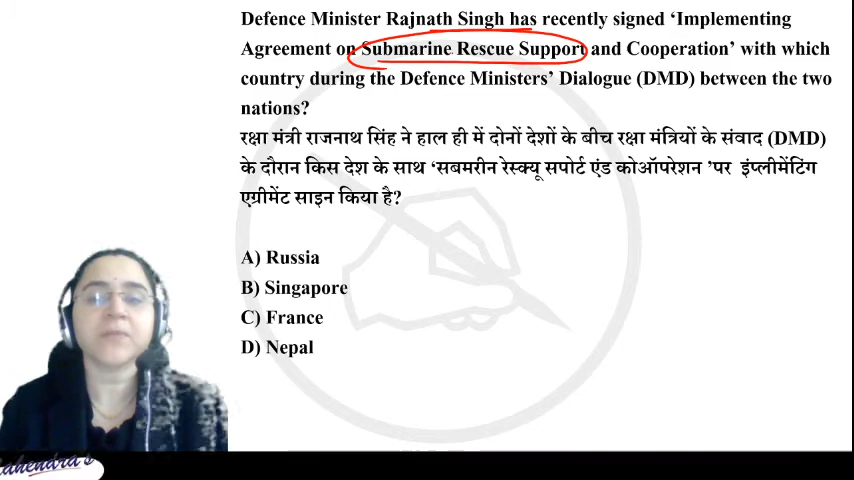 Defence Minister Rajnath Singh has recently signed ‘Implementing
Agreement on Submarine Rescue Support and Cooperation’ with which
country during the Defence Ministers’ Dialogue (DMD) between the two
nations?
रक्षा मंत्री राजनाथ सिंह ने हाल ही में दोनों देशों के बीच रक्षा मंत्रियों के संवाद (DMD)
के दौरान किस देश के साथ ‘सबमरीन रेस्क्यू सपोर्ट एंड कोऑपरेशन ’पर इंप्लीमेंटिंग
एग्रीमेंट साइन किया है?
A) Russia
B) Singapore
C) France
D) Nepal